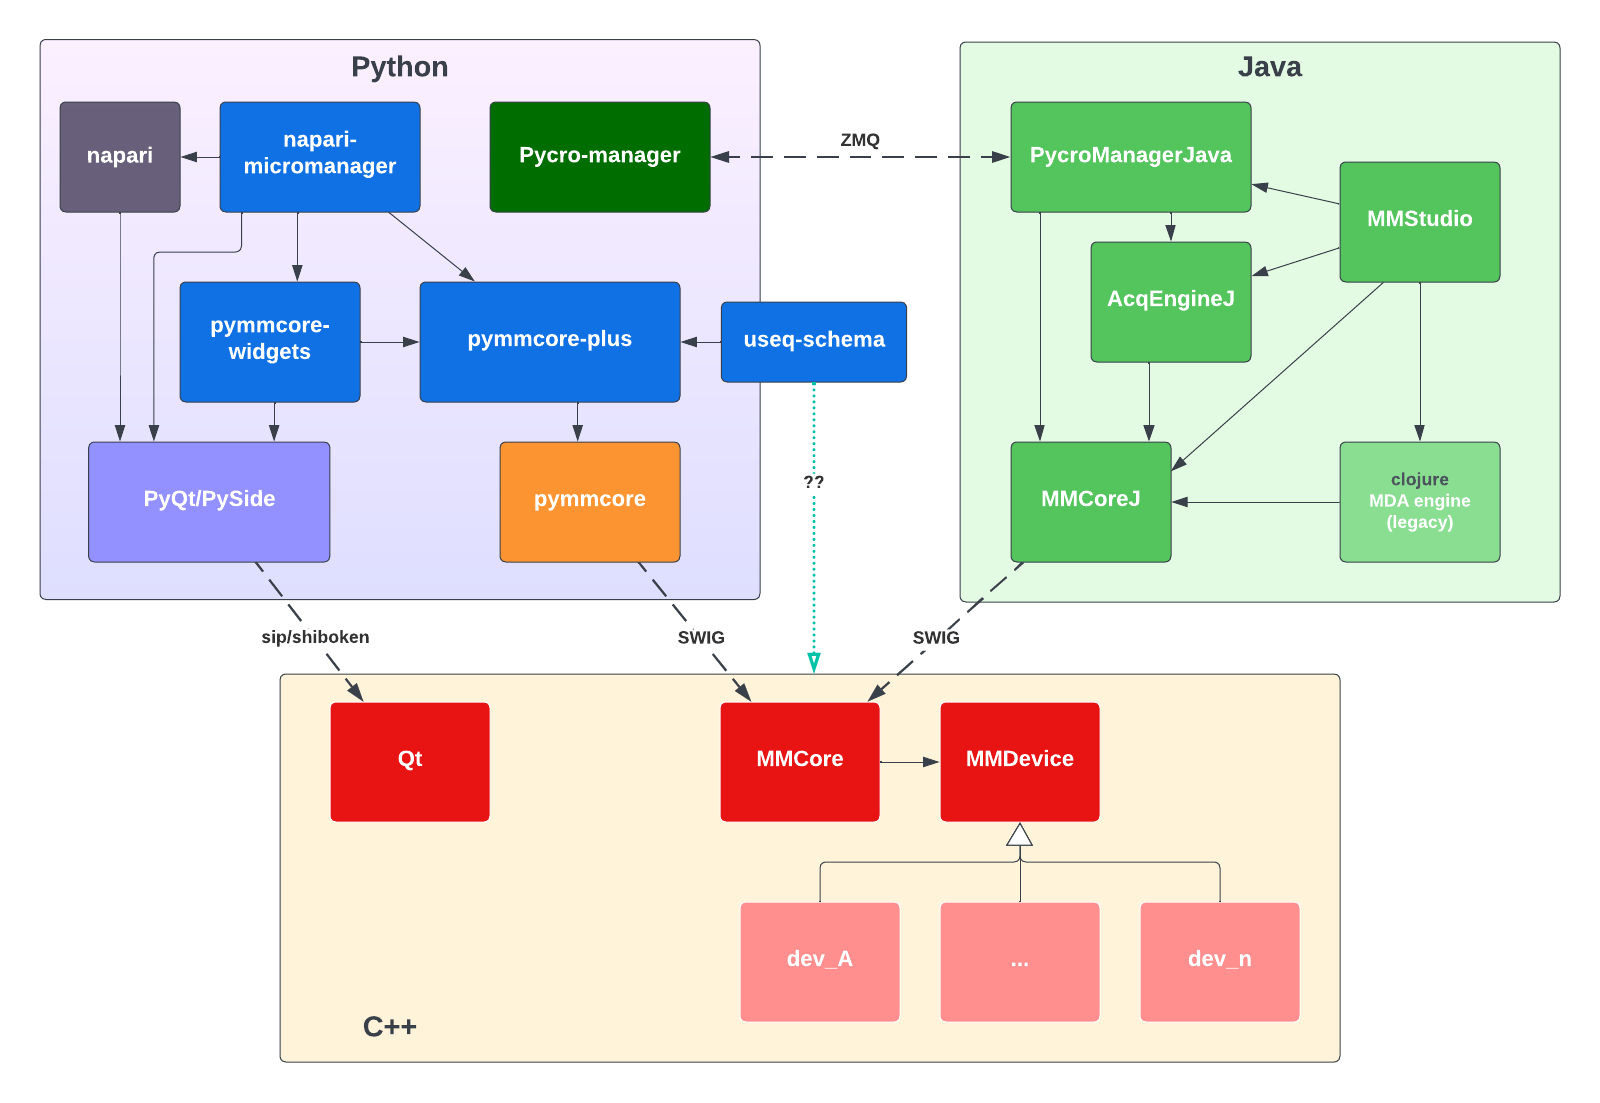 Python
Java
napari
napari-
micromanager
Pycro-manager
ZMQ
PycroManagerJava
MMStudio
pymmcore-
widgets
pymmcore-plus
useq-schema
AcqEngineJ
PyQt/PySide
pymmcore
??
MMCoreJ
clojure
MDA engine
(legacy)
sip/shiboken
SWIG
SWIG
Qt
MMCore
MMDevice
dev_A
...
dev_n
C++